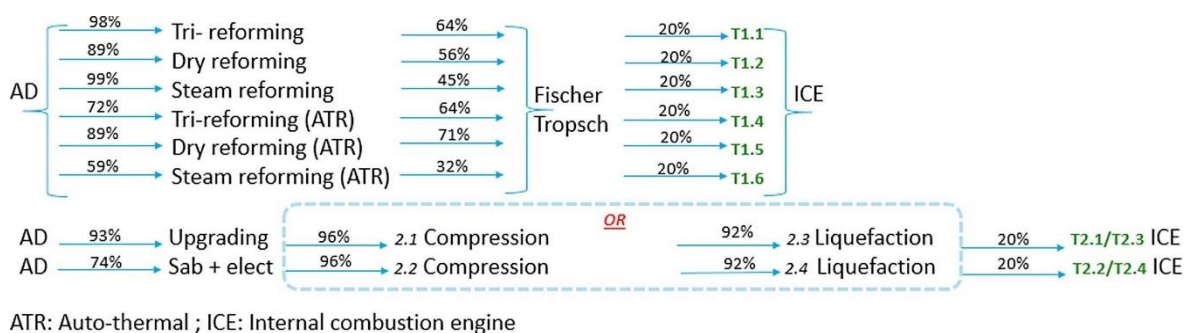 98% Tri- reforming 64% 20% T1.1
89% Dry reforming 56% 20% T1.2
99% Steam reforming 45% 20% T1.3
AD Fischer ICE
72% Tri-reforming (ATR) 64% 20% T1.4
Tropsch
89% Dry reforming (ATR) 71% 20% T1.5
59% Steam reforming (ATR) 32% 20% T1.6
OR
AD 93% Upgrading 96% 2.1 Compression 92% 2.3 Liquefaction 20% T2.1/T2.3 ICE
AD 74% Sab + elect 96% 2.2 Compression 92% 2.4 Liquefaction 20% T2.2/T2.4 ICE
ATR: Auto-thermal ; ICE: Internal combustion engine